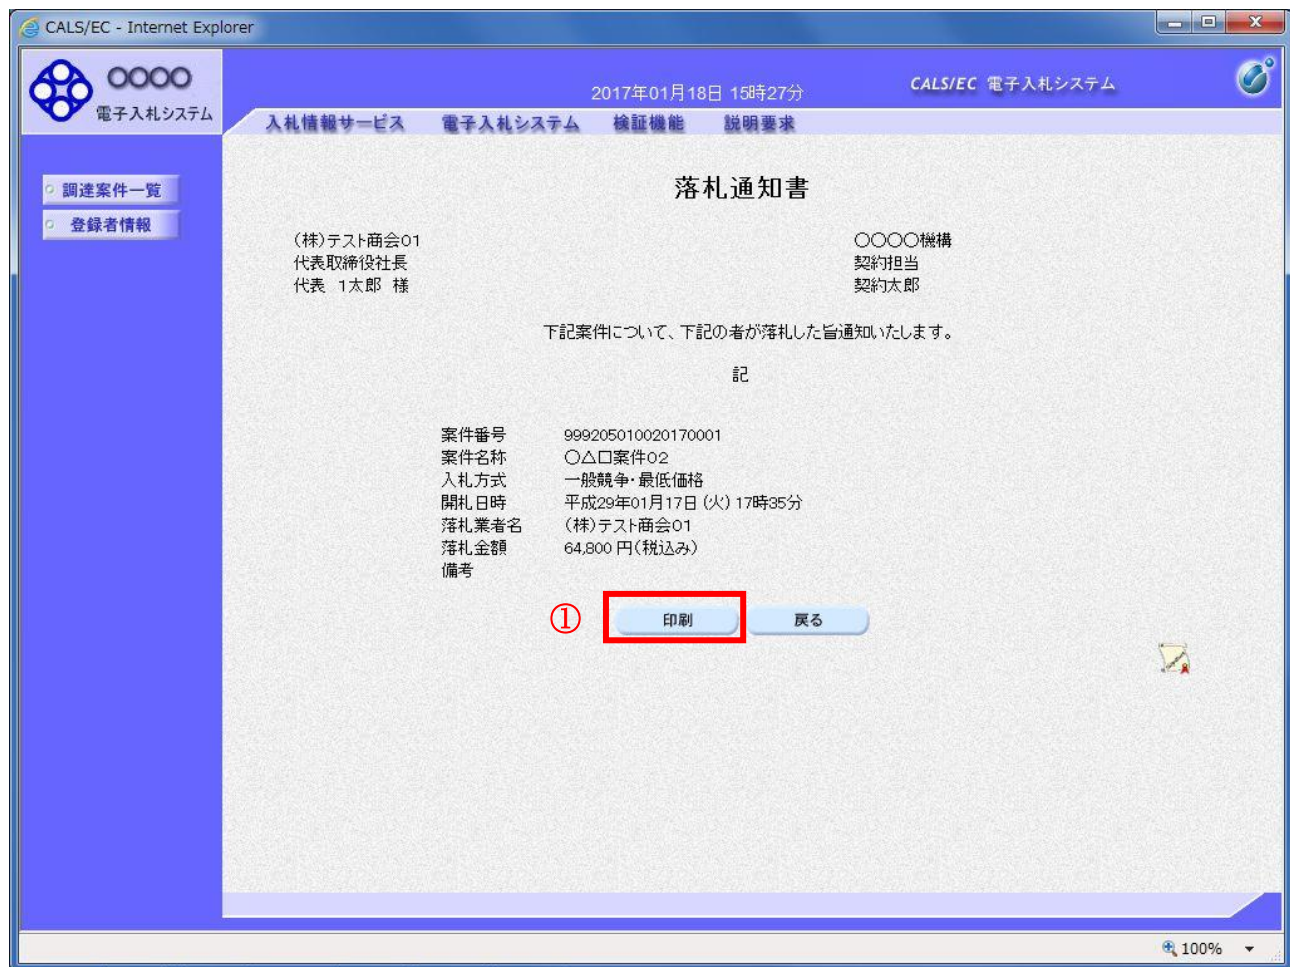 CALS/EC - Internet Explorer
OOOO
電子入札システム
2017年01月18日 15時27分
CALS/EC 電子入札システム
入札情報サービス 電子入札システム 検証機能 説明要求
調達案件一覧
登録者情報
落札通知書
(株)テスト商会01
代表取締役社長
代表 1太郎 様
〇〇〇〇機構
契約担当
契約太郎
下記案件について、下記の者が落札した旨通知いたします。
記
案件番号 999205010020170001
案件名称 〇△口案件02
入札方式 一般競争・最低価格
開札日時 平成29年01月17日(火) 17時35分
落札業者名 (株)テスト商会01
落札金額 64,800 円(税込み)
備考
① 印刷 戻る
100%